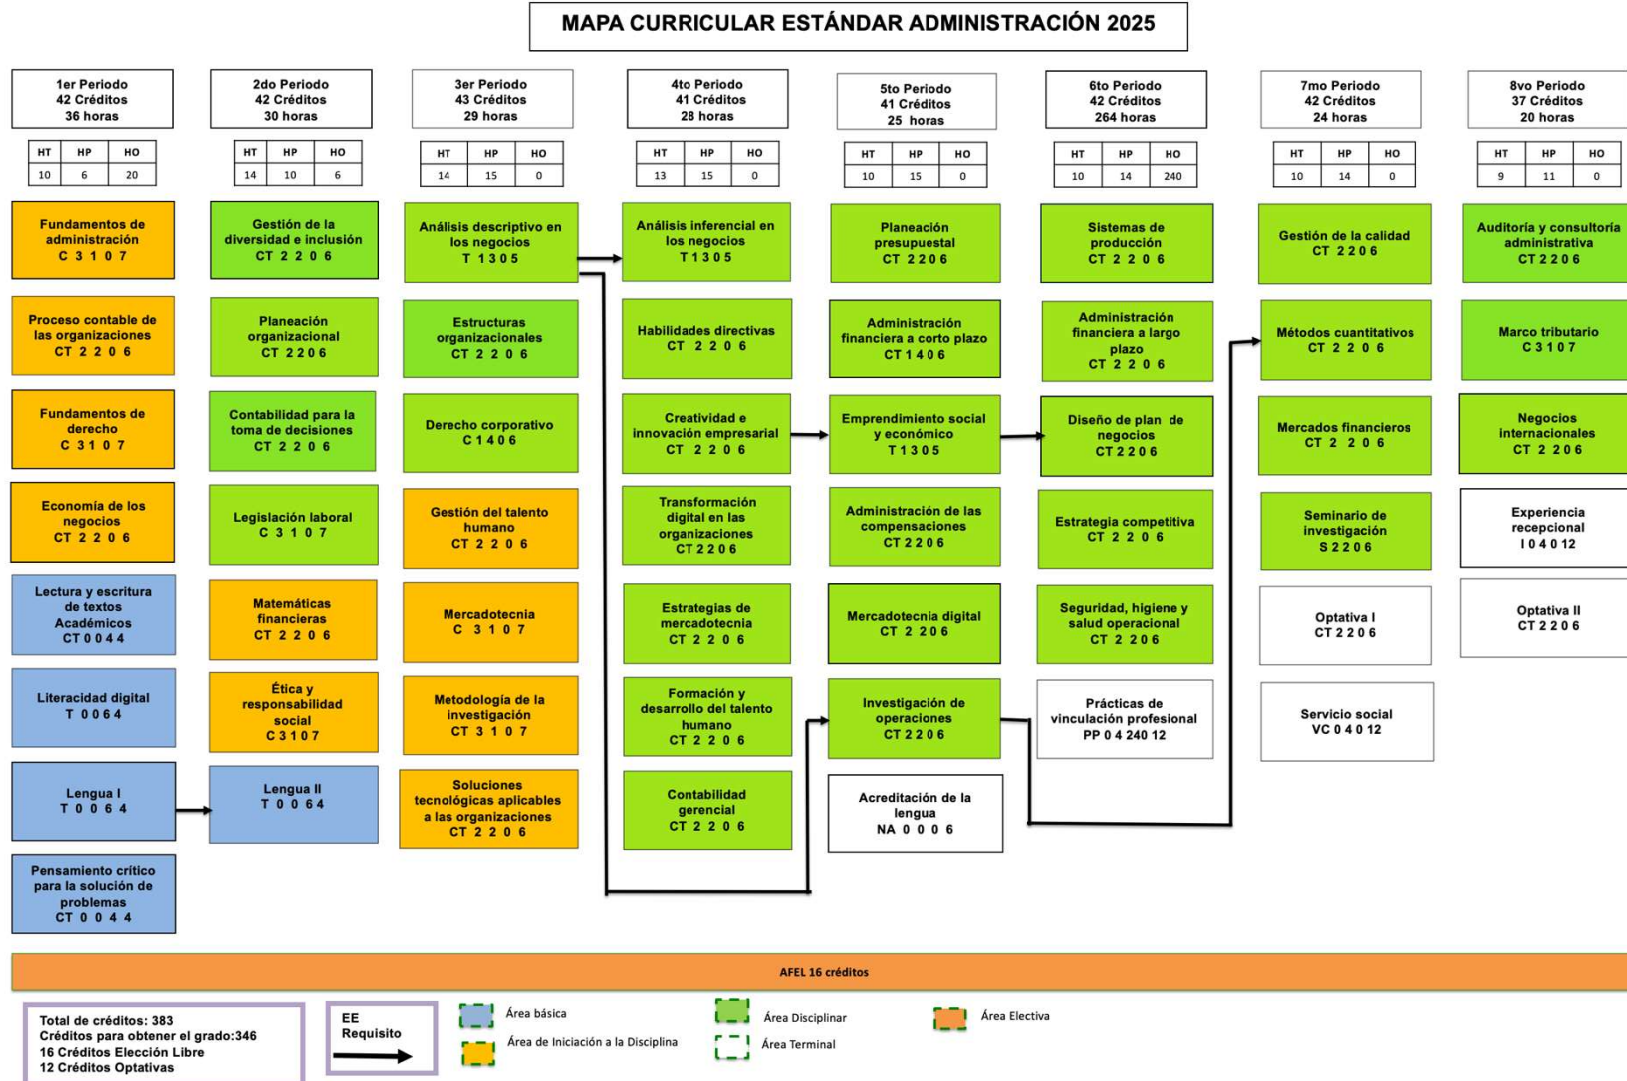 MAPA CURRICULAR ESTÁNDAR ADMINISTRACIÓN 2025
1er Periodo
42 Créditos
36 horas
HT HP HO
10 6 20
Fundamentos de
administración
C 3 1 0 7
Proceso contable de
las organizaciones
CT 2 2 0 6
Fundamentos de
derecho
C 3 1 0 7
Economía de los
negocios
CT 2 2 0 6
Lectura y escritura
de textos
Académicos
CT 0 0 4 4
Literacidad digital
T 0 0 6 4
Lengua I
T 0 0 6 4
Pensamiento crítico
para la solución de
problemas
CT 0 0 4 4
2do Periodo
42 Créditos
30 horas
HT HP HO
14 10 6
Gestión de la
diversidad e inclusión
CT 2 2 0 6
Planeación
organizacional
CT 2 2 0 6
Contabilidad para la
toma de decisiones
CT 2 2 0 6
Legislación laboral
C 3 1 0 7
Matemáticas
financieras
CT 2 2 0 6
Ética y
responsabilidad
social
C 3 1 0 7
Lengua II
T 0 0 6 4
3er Periodo
43 Créditos
29 horas
HT HP HO
14 15 0
Análisis descriptivo en
los negocios
T 1 3 0 5
Estructuras
organizacionales
CT 2 2 0 6
Derecho corporativo
C 1 4 0 6
Gestión del talento
humano
CT 2 2 0 6
Mercadotecnia
C 3 1 0 7
Metodología de la
investigación
CT 3 1 0 7
Soluciones
tecnológicas aplicables
a las organizaciones
CT 2 2 0 6
4to Periodo
41 Créditos
28 horas
HT HP HO
13 15 0
Análisis inferencial en
los negocios
T 1 3 0 5
Habilidades directivas
CT 2 2 0 6
Creatividad e
innovación empresarial
CT 2 2 0 6
Transformación
digital en las
organizaciones
CT 2 2 0 6
Estrategias de
mercadotecnia
CT 2 2 0 6
Formación y
desarrollo del talento
humano
CT 2 2 0 6
Contabilidad
gerencial
CT 2 2 0 6
5to Periodo
41 Créditos
25 horas
HT HP HO
10 15 0
Planeación
presupuestal
CT 2 2 0 6
Administración
financiera a corto plazo
CT 1 4 0 6
Emprendimiento social
y económico
T 1 3 0 5
Administración de las
compensaciones
CT 2 2 0 6
Mercadotecnia digital
CT 2 2 0 6
Investigación de
operaciones
CT 2 2 0 6
Acreditación de la
lengua
NA 0 0 0 6
6to Periodo
42 Créditos
264 horas
HT HP HO
10 14 240
Sistemas de
producción
CT 2 2 0 6
Administración
financiera a largo
plazo
CT 2 2 0 6
Diseño de plan de
negocios
CT 2 2 0 6
Estrategia competitiva
CT 2 2 0 6
Seguridad, higiene y
salud operacional
CT 2 2 0 6
Prácticas de
vinculación profesional
PP 0 4 240 12
7mo Periodo
42 Créditos
24 horas
HT HP HO
10 14 0
Gestión de la calidad
CT 2 2 0 6
Métodos cuantitativos
CT 2 2 0 6
Mercados financieros
CT 2 2 0 6
Seminario de
investigación
S 2 2 0 6
Optativa I
CT 2 2 0 6
Servicio social
VC 0 4 0 12
8vo Periodo
37 Créditos
20 horas
HT HP HO
9 11 0
Auditoría y consultoría
administrativa
CT 2 2 0 6
Marco tributario
C 3 1 0 7
Negocios
internacionales
CT 2 2 0 6
Experiencia
recepcional
I 0 4 0 12
Optativa II
CT 2 2 0 6
AFEL 16 créditos
Total de créditos: 383
Créditos para obtener el grado:346
16 Créditos Elección Libre
12 Créditos Optativas
EE
Requisito
Área básica
Área de Iniciación a la Disciplina
Área Disciplinar
Área Terminal
Área Electiva